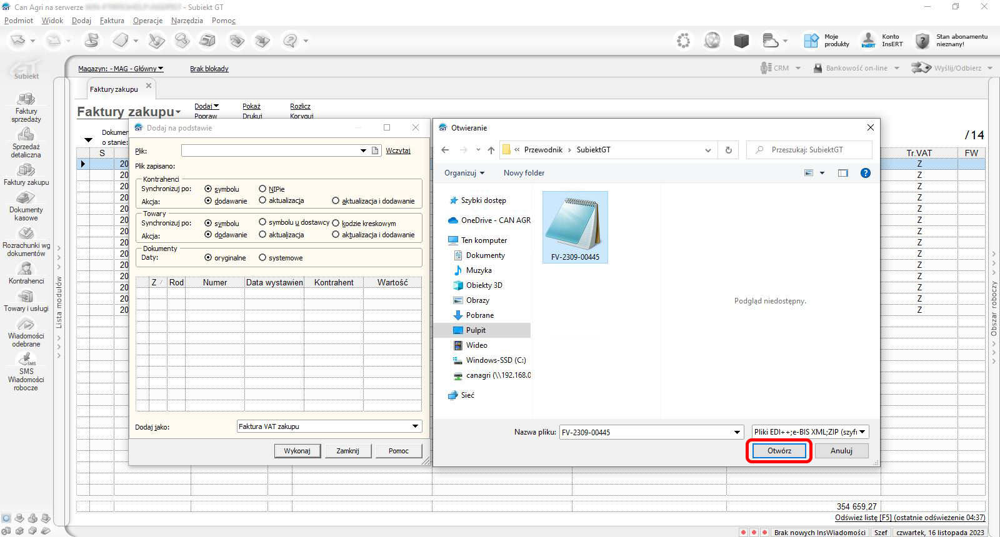 Can Agri na serwerze
- Subiekt GT
Podmiot Widok Dodaj Faktura Operacje Narzędzia Pomoc
Moje produkty
InsERT
Konto InsERT
Stan abonamentu nieznany!
GT
Subiekt
Magazyn: - MAG - Główny
Brak blokady
CRM
Bankowość on-line
Wyślij/Odbierz
Faktury zakupu
Faktury zakupu
Dodaj Pokaż Rozlicz
Popraw Drukuj Koryguj
Dokumen
o stanie:
/14
S
Tr.VAT FW
20 Z
20 Z
20 Z
20 Z
20 Z
20 Z
20 Z
20 Z
20 Z
20 Z
20 Z
20 Z
20 Z
20 Z
Faktury sprzedaży
Sprzedaż detaliczna
Faktury zakupu
Dokumenty kasowe
Rozrachunki wg dokumentów
Kontrahenci
Towary i usługi
Wiadomości odebrane
SMS
SMS Wiadomości robocze
Lista modułów
Obszar roboczy
Dodaj na podstawie
Plik:
Wczytaj
Plik zapisano:
Kontrahenci
Synchronizuj po: symbolu NIPie
Akcja: dodawanie aktualizacja aktualizacja i dodawanie
Towary
Synchronizuj po: symbolu symbolu u dostawcy kodzie kreskowym
Akcja: dodawanie aktualizacja aktualizacja i dodawanie
Dokumenty
Daty: oryginalne systemowe
Z Rod Numer Data wystawien Kontrahent Wartość
Dodaj jako: Faktura VAT zakupu
Wykonaj Zamknij Pomoc
Otwieranie
« Przewodnik › SubiektGT
Przeszukaj: SubiektGT
Organizuj Nowy folder
Szybki dostęp
OneDrive - CAN AGR
Ten komputer
Dokumenty
Muzyka
Obiekty 3D
Obrazy
Pobrane
Pulpit
Wideo
Windows-SSD (C:)
canagri (\\192.168.0
Sieć
FV-2309-00445
Podgląd niedostępny.
Nazwa pliku: FV-2309-00445
Pliki EDI++;e-BIS XML;ZIP (szyfr
Otwórz Anuluj
354 659,27
Odśwież listę [F5] (ostatnie odświeżenie 04:37)
Brak nowych InsWiadomości Szef czwartek, 16 listopada 2023